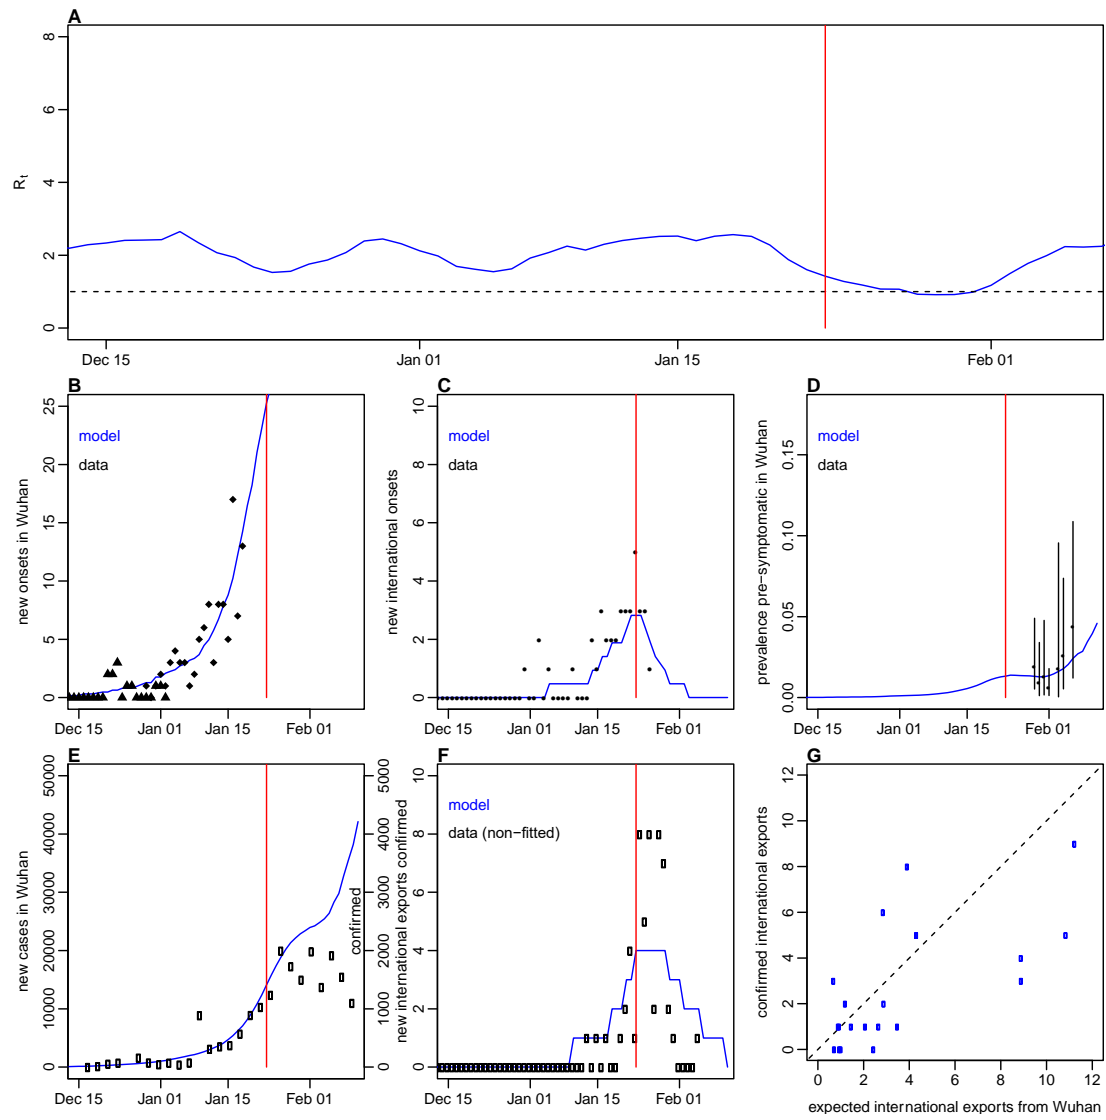 A
8
6
4
2
0
R_t
Dec 15
Jan 01
Jan 15
Feb 01
B
25
20
15
10
5
0
new onsets in Wuhan
model
data
Dec 15
Jan 01
Jan 15
Feb 01
C
10
8
6
4
2
0
new international onsets
model
data
Dec 15
Jan 01
Jan 15
Feb 01
D
0.15
0.10
0.05
0.00
prevalence pre−symptomatic in Wuhan
model
data
Dec 15
Jan 01
Jan 15
Feb 01
E
50000
40000
30000
20000
10000
0
new cases in Wuhan
5000
4000
3000
2000
1000
0
confirmed
Dec 15
Jan 01
Jan 15
Feb 01
F
10
8
6
4
2
0
new international exports confirmed
model
data (non−fitted)
Dec 15
Jan 01
Jan 15
Feb 01
G
12
10
8
6
4
2
0
confirmed international exports
0 2 4 6 8 10 12
expected international exports from Wuhan